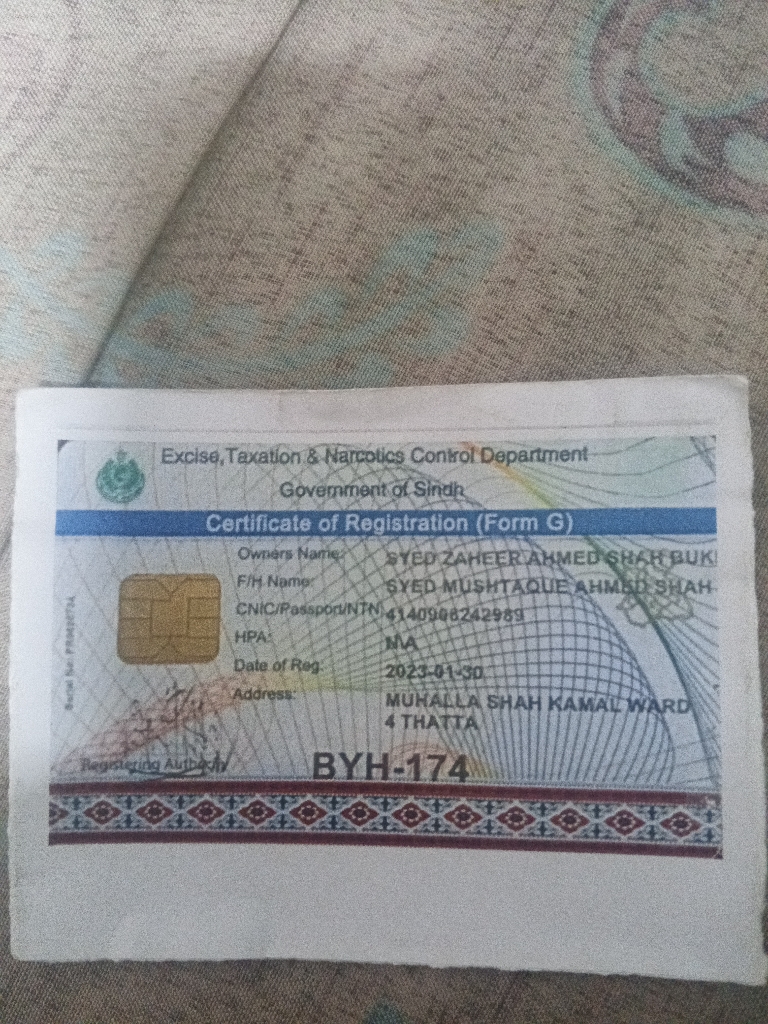 Excise,Taxation & Narcotics Control Department
Government of Sindh
Certificate of Registration (Form G)
Owners Name: SYED ZAHEER AHMED SHAH BUK
F/H Name: SYED MUSHTAQUE AHMED SHAH
CNIC/Passport/NTN 4140908242989
HPA: N\A
Date of Reg: 2023-01-30
Address: MUHALLA SHAH KAMAL WARD
4 THATTA
Registering Authority
BYH-174